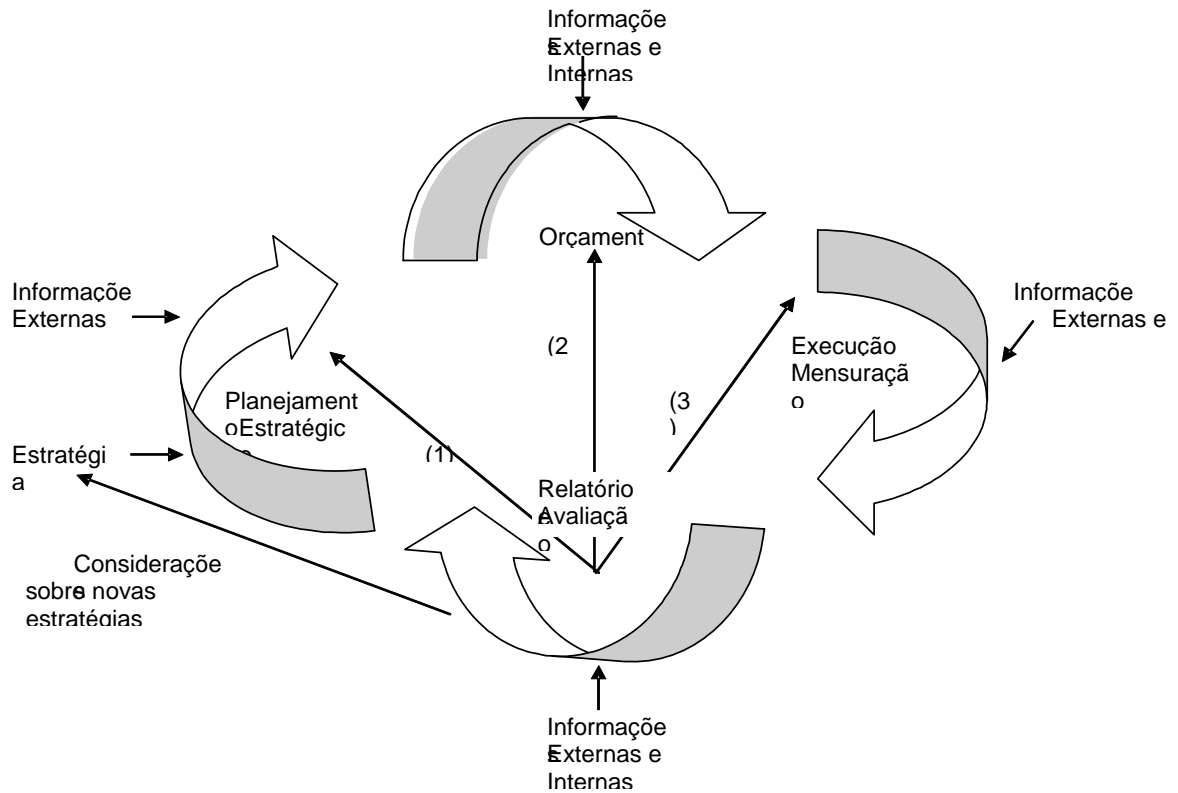 Informaçõe
s
Externas e
Internas
Orçament
Informaçõe
Externas
Informaçõe
Externas e
(2
Execução
Mensuraçã
o
(3
)
Planejament
oEstratégic
o
(1)
Estratégi
a
Relatório
e
Avaliaçã
o
Consideraçõe
s
sobre novas
estratégias
Informaçõe
s
Externas e
Internas